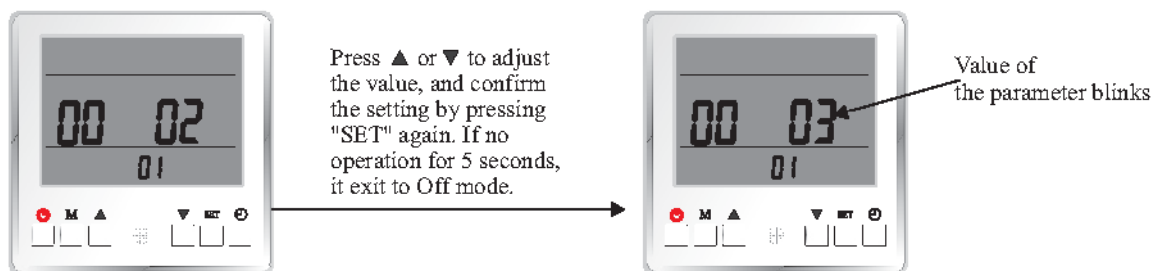 00 02
01
M ▲ ▼ SET
Press ▲ or ▼ to adjust
the value, and confirm
the setting by pressing
"SET" again. If no
operation for 5 seconds,
it exit to Off mode.
00 03
01
M ▲ ▼ SET
Value of
the parameter blinks